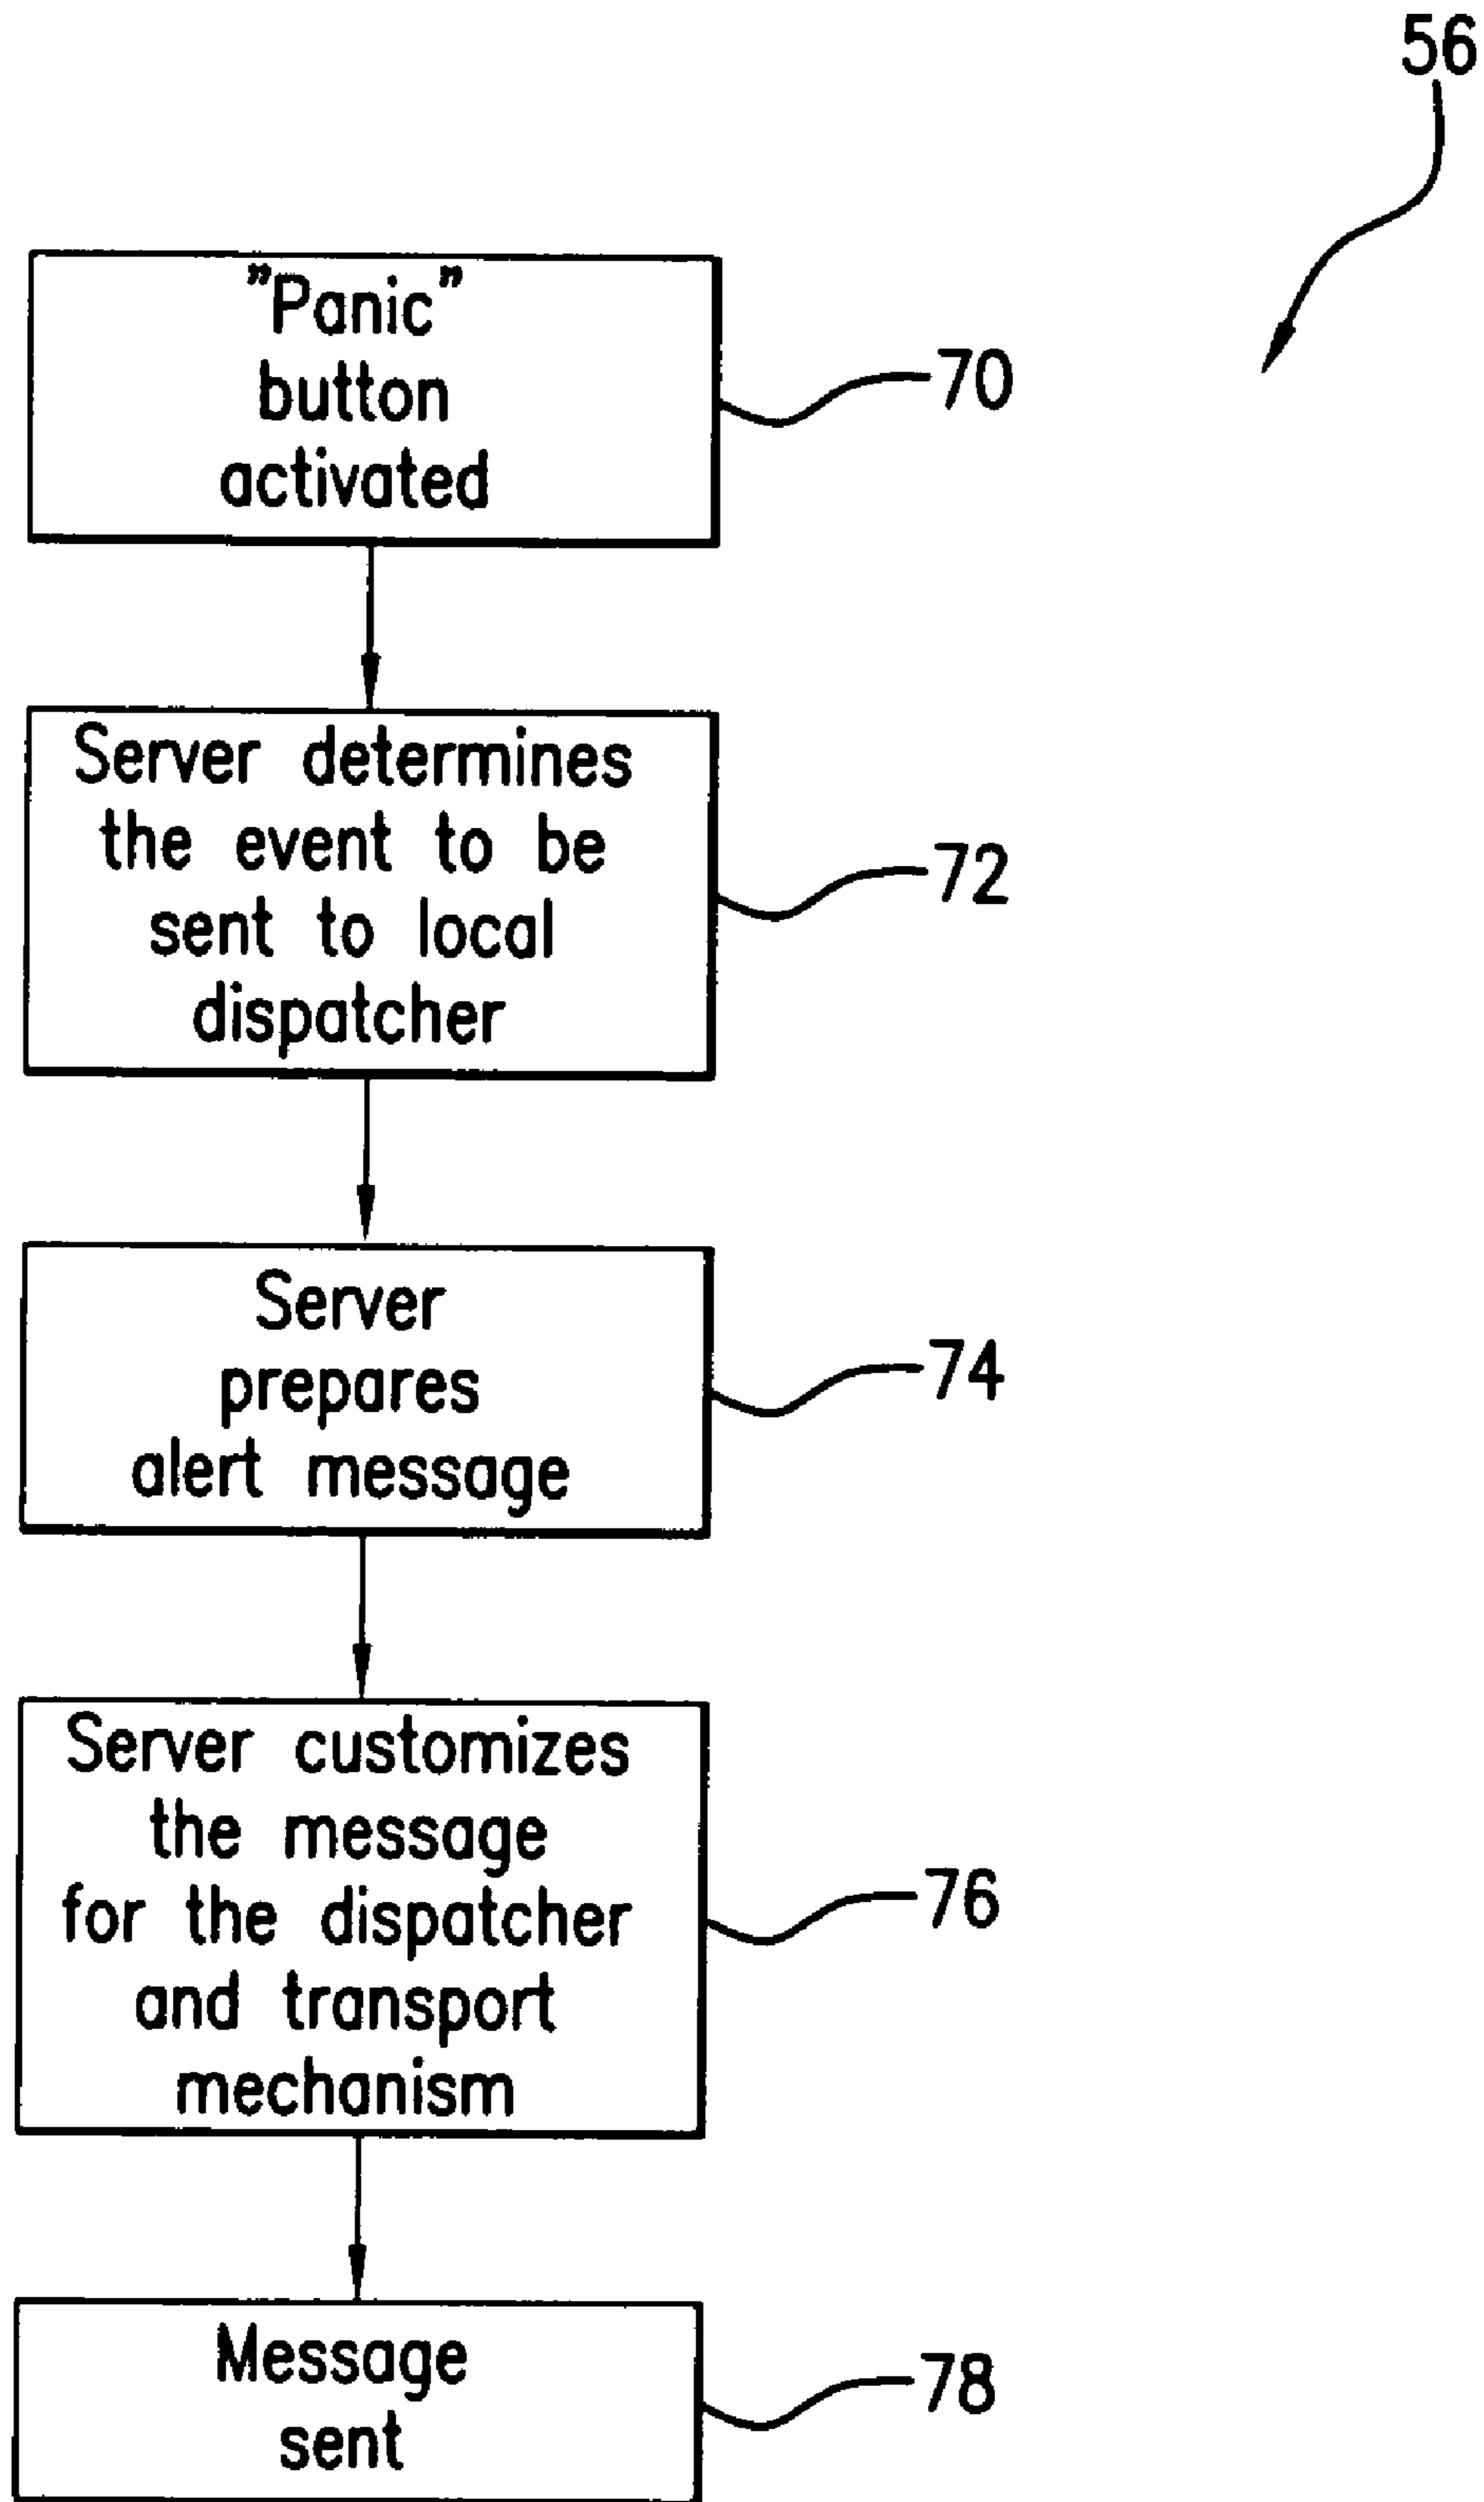 56
"Panic"
button
activated
70
Server determines
the event to be
sent to local
dispatcher
72
Server
prepares
alert message
74
Server customizes
the message
for the dispatcher
and transport
mechanism
76
Message
sent
78